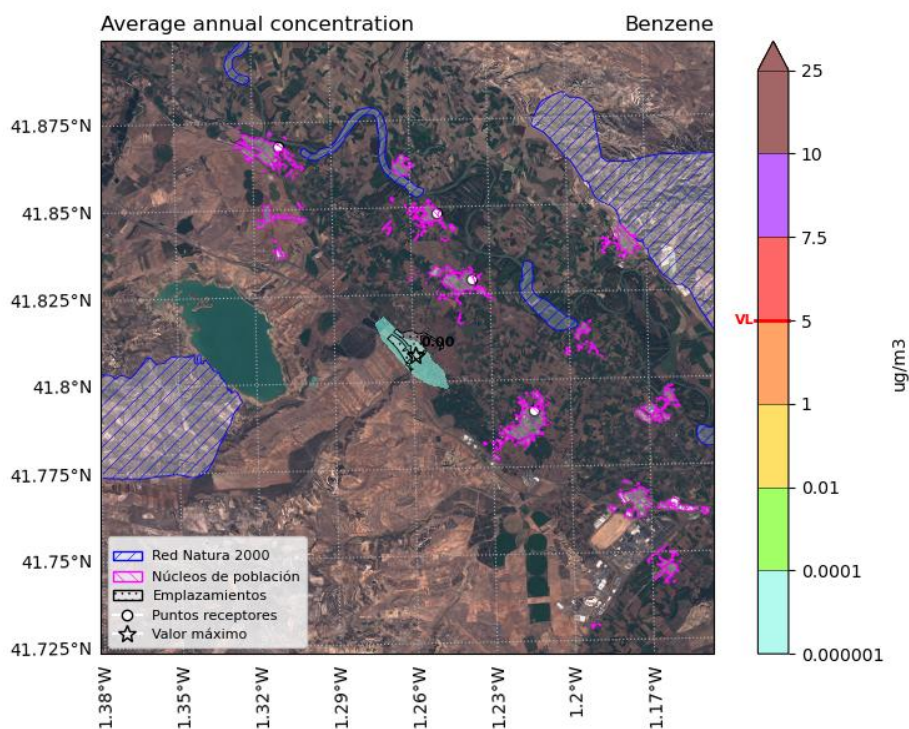 Average annual concentration Benzene
25
41.875°N
10
41.85°N
7.5
41.825°N
VL 5
0.00
41.8°N
ug/m3
1
41.775°N
0.01
41.75°N
Red Natura 2000
Núcleos de población
0.0001
Emplazamientos
Puntos receptores
Valor máximo
41.725°N
0.000001
1.38°W 1.35°W 1.32°W 1.29°W 1.26°W 1.23°W 1.2°W 1.17°W